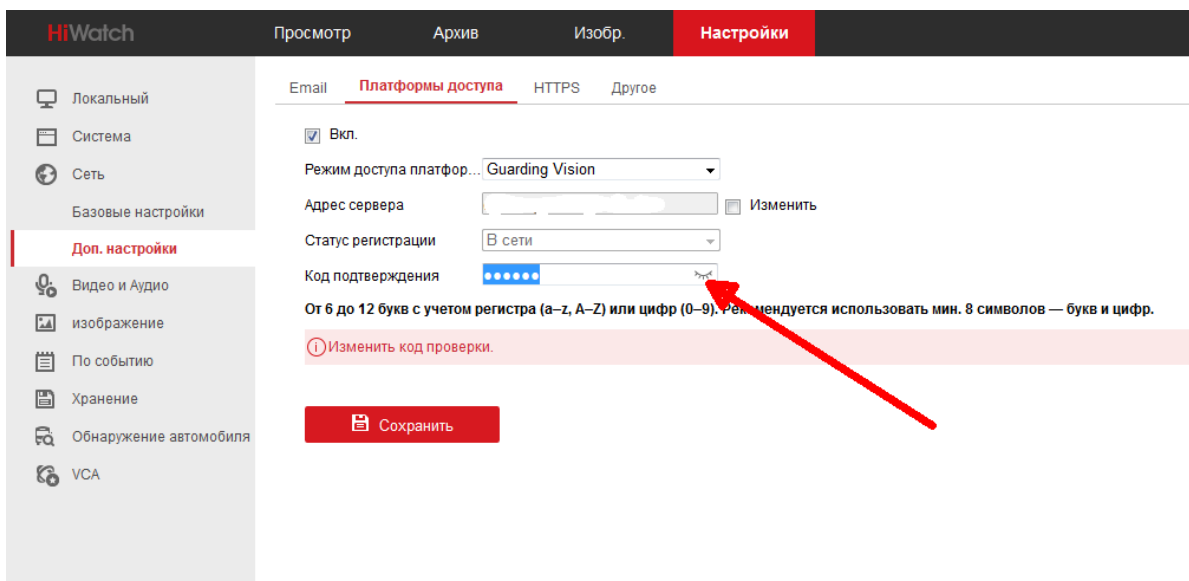 HiWatch
Просмотр Архив Изобр. Настройки
Локальный
Система
Сеть
Базовые настройки
Доп. настройки
Видео и Аудио
изображение
По событию
Хранение
Обнаружение автомобиля
VCA
Email Платформы доступа HTTPS Другое
Вкл.
Режим доступа платфор... Guarding Vision
Адрес сервера Изменить
Статус регистрации В сети
Код подтверждения ••••••
От 6 до 12 букв с учетом регистра (a–z, A–Z) или цифр (0–9). Рекомендуется использовать мин. 8 символов — букв и цифр.
Изменить код проверки.
Сохранить